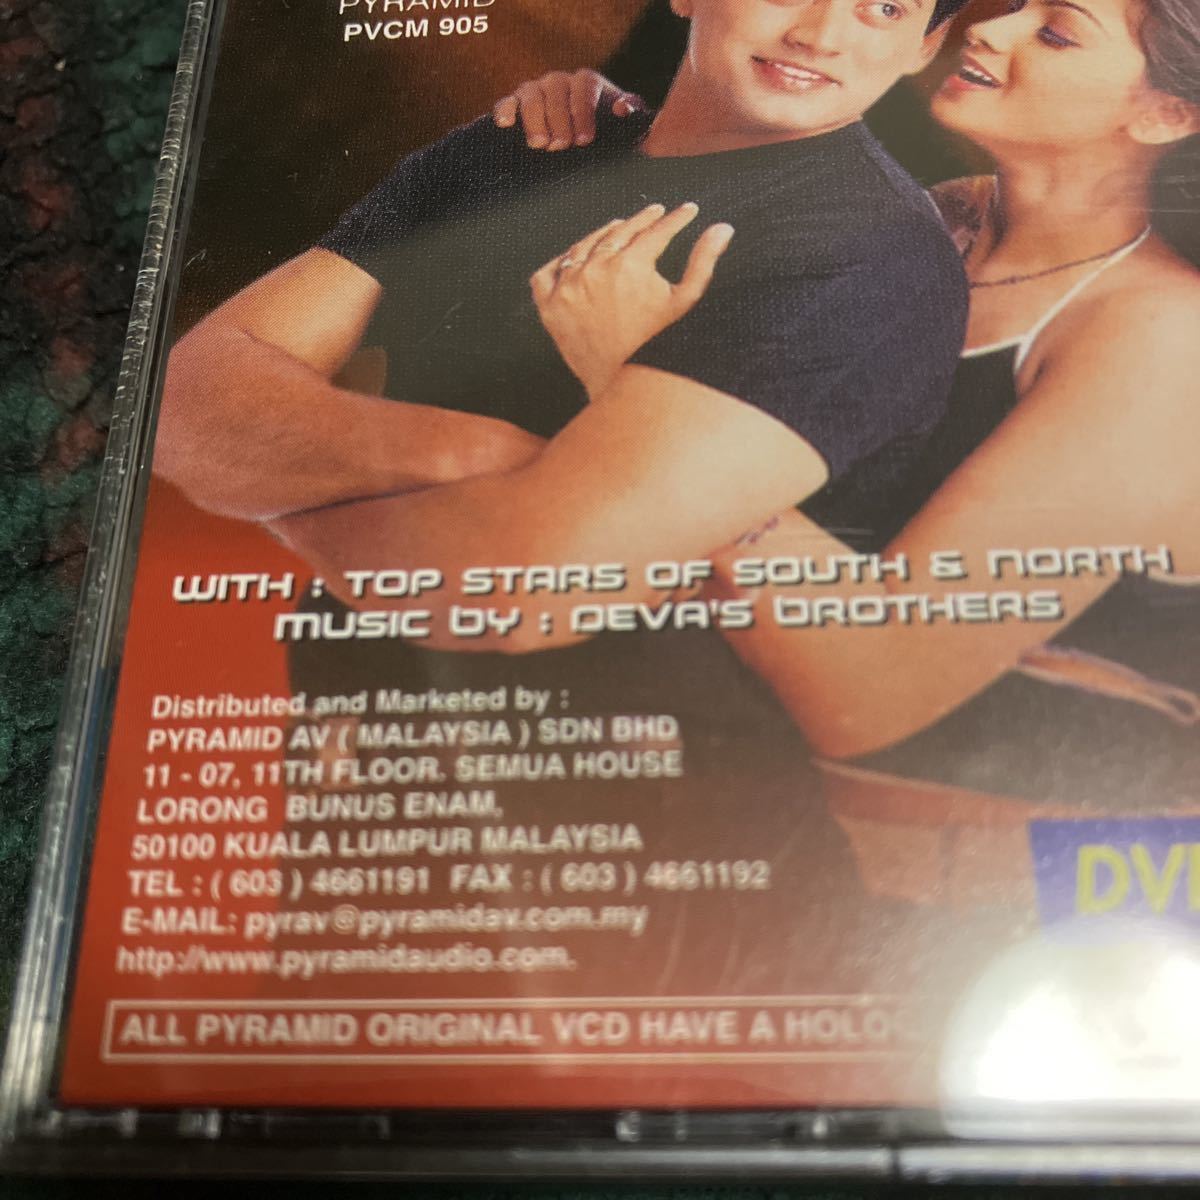 PYRAMID
PVCM 905
WITH : TOP STARS OF SOUTH & NORTH
MUSIC BY : DEVA'S BROTHERS
Distributed and Marketed by :
PYRAMID AV ( MALAYSIA ) SDN BHD
11 - 07, 11TH FLOOR. SEMUA HOUSE
LORONG BUNUS ENAM,
50100 KUALA LUMPUR MALAYSIA
TEL : ( 603 ) 4661191 FAX : ( 603 ) 4661192
E-MAIL: pyrav@pyramidav.com.my
http://www.pyramidaudio.com.
ALL PYRAMID ORIGINAL VCD HAVE A